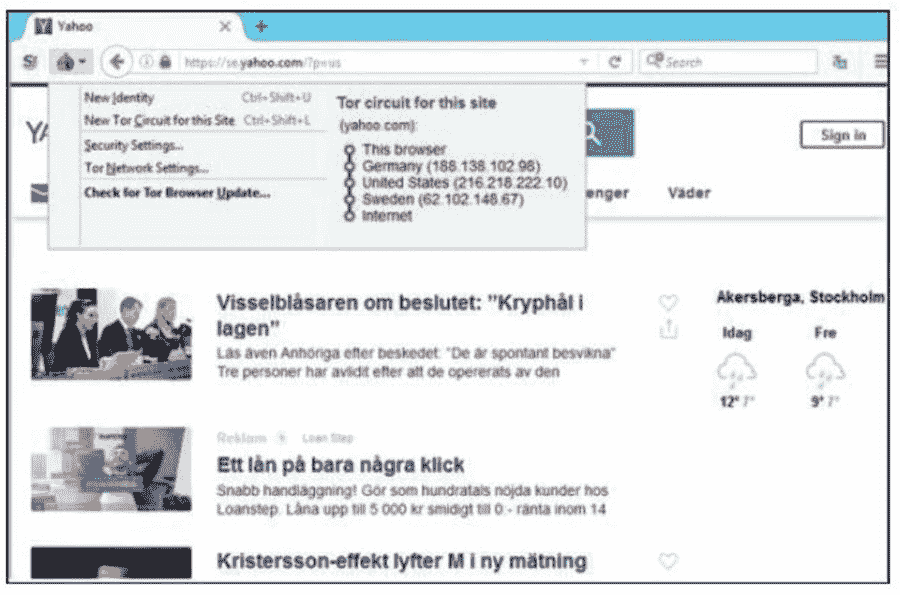 Yahoo
https://se.yahoo.com/?p=us
Search
New Identity Ctrl+Shift+U
New Tor Circuit for this Site Ctrl+Shift+L
Security Settings...
Tor Network Settings...
Check for Tor Browser Update...
Tor circuit for this site
(yahoo.com):
This browser
Germany (188.138.102.98)
United States (216.218.222.10)
Sweden (62.102.148.67)
Internet
YA
Sign in
enger Väder
Visselblåsaren om beslutet: "Kryphål i
lagen"
Läs även Anhöriga efter beskedet: "De är spontant besvikna"
Tre personer har avlidit efter att de opererats av den
Reklam Loan Step
Ett lån på bara några klick
Snabb handläggning! Gör som hundratals nöjda kunder hos
Loanstep. Låna upp till 5 000 kr smidigt till 0:- ränta inom 14
Kristersson-effekt lyfter M i ny mätning
Akersberga, Stockholm
Idag Fre
12° 7° 9° 7°